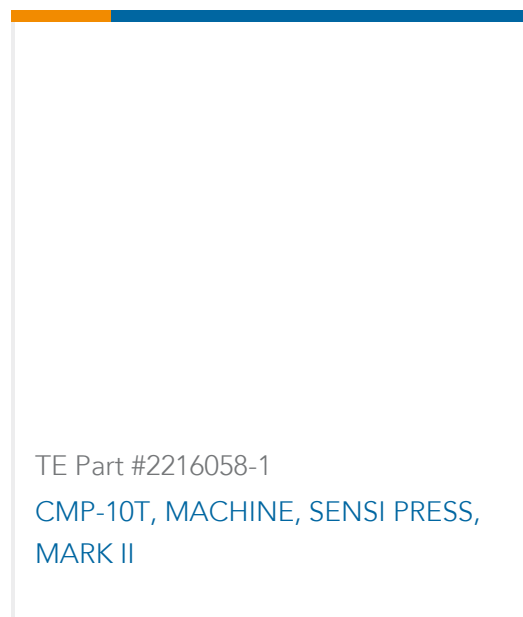 TE Part #2216058-1
CMP-10T, MACHINE, SENSI PRESS,
MARK II